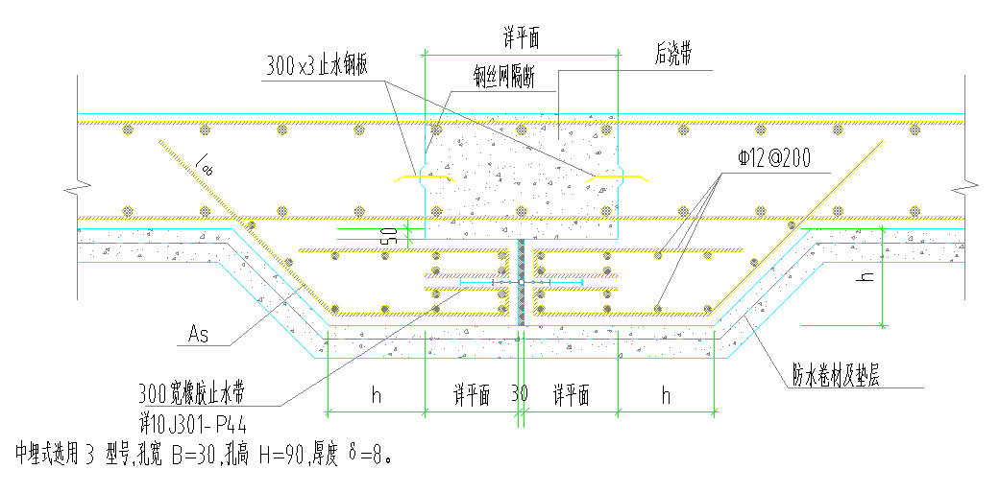 详平面
300x3止水钢板
钢丝网隔断
后浇带
Φ12@200
lab
50
h
As
防水卷材及垫层
300宽橡胶止水带
详10J301-P44
h
详平面
30
详平面
h
中埋式选用 3 型号,孔宽 B=30,孔高 H=90,厚度 δ=8。